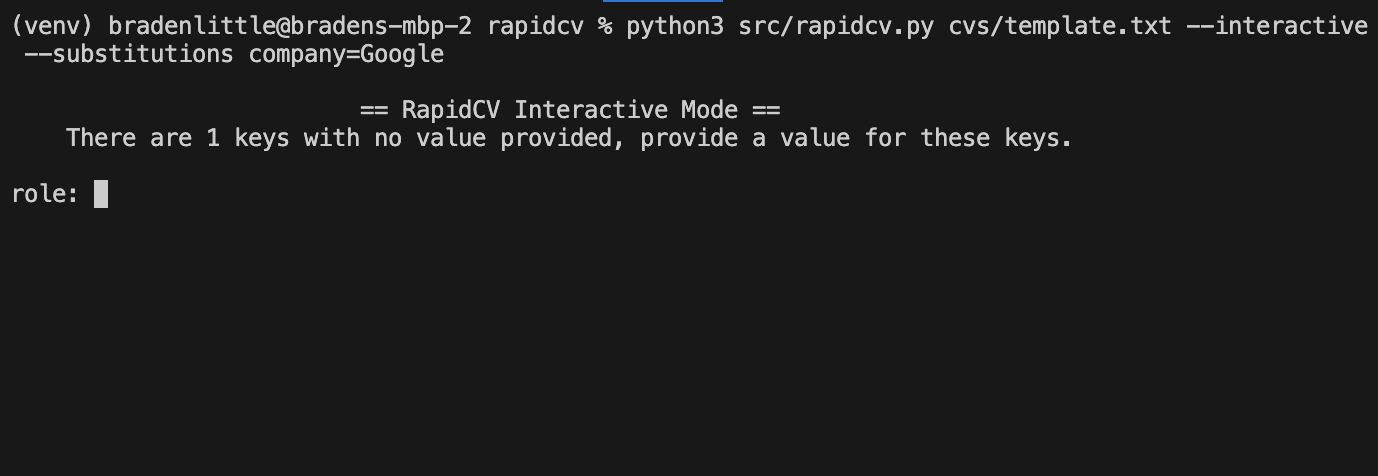 (venv) bradenlittle@bradens-mbp-2 rapidcv % python3 src/rapidcv.py cvs/template.txt --interactive
--substitutions company=Google
== RapidCV Interactive Mode ==
There are 1 keys with no value provided, provide a value for these keys.
role: